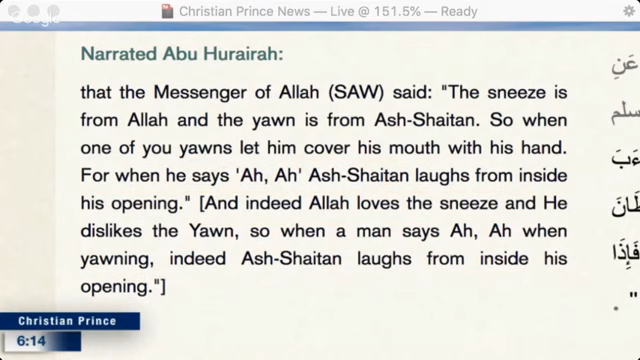 Christian Prince News — Live @ 151.5% — Ready
Google
Narrated Abu Hurairah:
that the Messenger of Allah (SAW) said: "The sneeze is
from Allah and the yawn is from Ash-Shaitan. So when
one of you yawns let him cover his mouth with his hand.
For when he says 'Ah, Ah' Ash-Shaitan laughs from inside
his opening." [And indeed Allah loves the sneeze and He
dislikes the Yawn, so when a man says Ah, Ah when
yawning, indeed Ash-Shaitan laughs from inside his
opening."]
عَنِ
فَإِذَا
Christian Prince
6:14